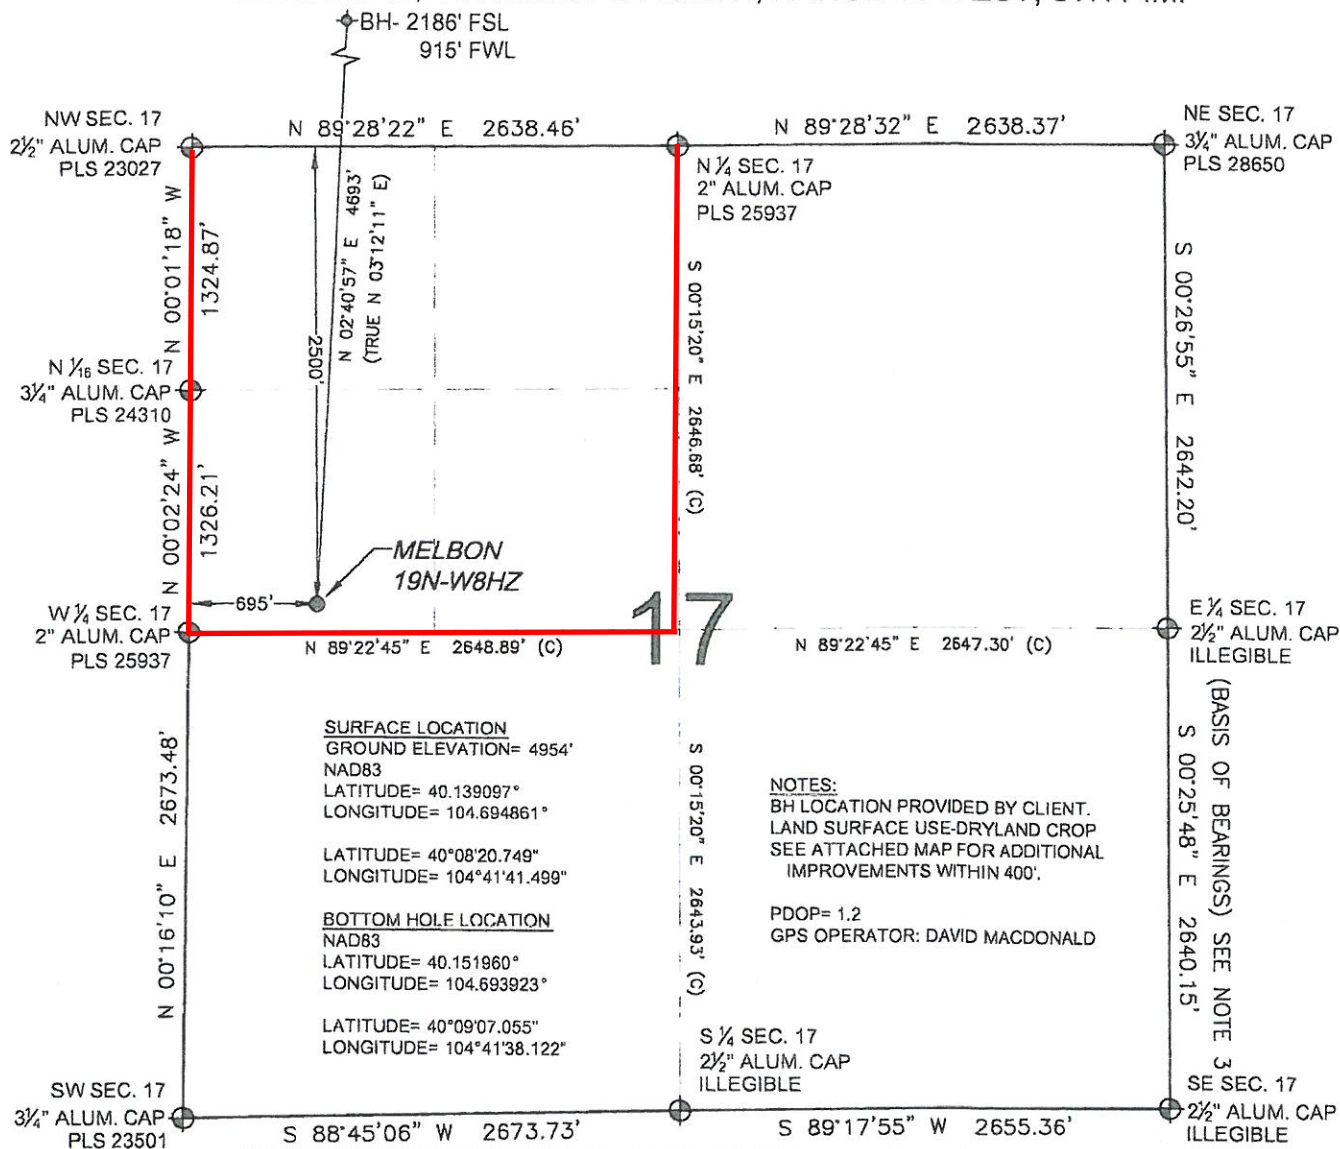 BH- 2186' FSL
915' FWL
NW SEC. 17
2½" ALUM. CAP
PLS 23027
N 89°28'22" E 2638.46'
N 89°28'32" E 2638.37'
NE SEC. 17
3¼" ALUM. CAP
PLS 28650
N ¼ SEC. 17
2" ALUM. CAP
PLS 25937
N 00°01'18" W
1324.87'
2500'
N 02°40'57" E 4693'
(TRUE N 03°12'11" E)
S 00°15'20" E 2646.68' (C)
S 00°26'55" E 2642.20'
N 1/16 SEC. 17
3¼" ALUM. CAP
PLS 24310
N 00°02'24" W
1326.21'
MELBON
19N-W8HZ
695'
W ¼ SEC. 17
2" ALUM. CAP
PLS 25937
17
E ¼ SEC. 17
2½" ALUM. CAP
ILLEGIBLE
N 89°22'45" E 2648.89' (C)
N 89°22'45" E 2647.30' (C)
N 00°16'10" E 2673.48'
SURFACE LOCATION
GROUND ELEVATION= 4954'
NAD83
LATITUDE= 40.139097°
LONGITUDE= 104.694861°
LATITUDE= 40°08'20.749"
LONGITUDE= 104°41'41.499"
BOTTOM HOLE LOCATION
NAD83
LATITUDE= 40.151960°
LONGITUDE= 104.693923°
LATITUDE= 40°09'07.055"
LONGITUDE= 104°41'38.122"
S 00°15'20" E 2643.93' (C)
NOTES:
BH LOCATION PROVIDED BY CLIENT.
LAND SURFACE USE-DRYLAND CROP
SEE ATTACHED MAP FOR ADDITIONAL
IMPROVEMENTS WITHIN 400'.
PDOP= 1.2
GPS OPERATOR: DAVID MACDONALD
S 00°25'48" E 2640.15'
(BASIS OF BEARINGS) SEE NOTE 3
S ¼ SEC. 17
2½" ALUM. CAP
ILLEGIBLE
SW SEC. 17
3¼" ALUM. CAP
PLS 23501
S 88°45'06" W 2673.73'
S 89°17'55" W 2655.36'
SE SEC. 17
2½" ALUM. CAP
ILLEGIBLE